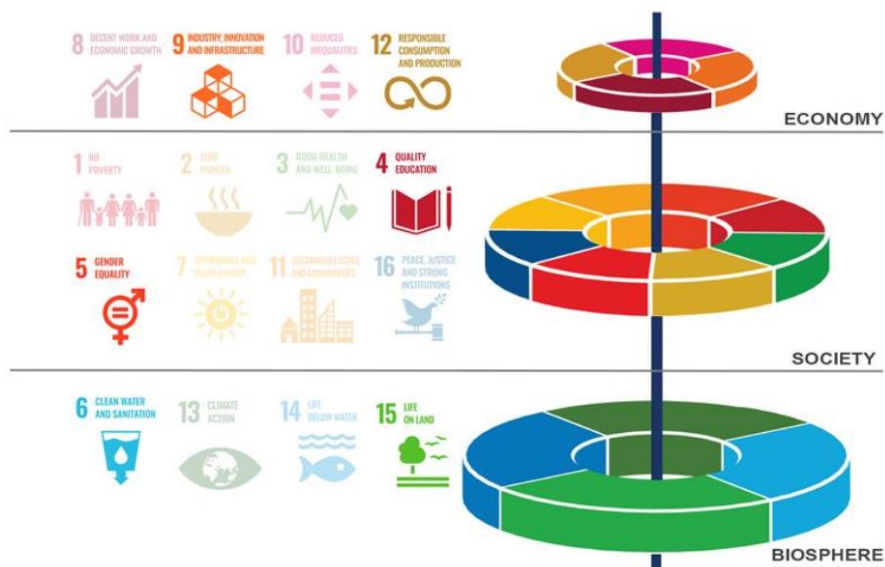 8 DECENT WORK AND
ECONOMIC GROWTH
9 INDUSTRY, INNOVATION
AND INFRASTRUCTURE
10 REDUCED
INEQUALITIES
12 RESPONSIBLE
CONSUMPTION
AND PRODUCTION
ECONOMY
1 NO
POVERTY
2 ZERO
HUNGER
3 GOOD HEALTH
AND WELL-BEING
4 QUALITY
EDUCATION
5 GENDER
EQUALITY
7 AFFORDABLE AND
CLEAN ENERGY
11 SUSTAINABLE CITIES
AND COMMUNITIES
16 PEACE, JUSTICE
AND STRONG
INSTITUTIONS
SOCIETY
6 CLEAN WATER
AND SANITATION
13 CLIMATE
ACTION
14 LIFE
BELOW WATER
15 LIFE
ON LAND
BIOSPHERE